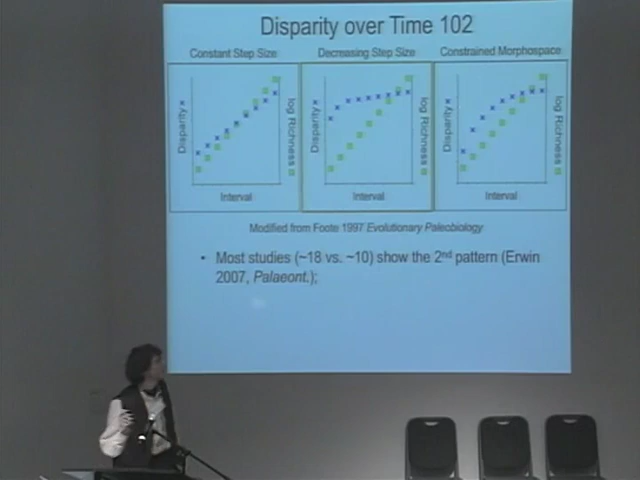 Disparity over Time 102
Constant Step Size
Decreasing Step Size
Constrained Morphospace
Disparity ×
log Richness
Interval
Disparity ×
log Richness
Interval
Disparity ×
log Richness
Interval
Modified from Foote 1997 Evolutionary Paleobiology
• Most studies (~18 vs. ~10) show the 2nd pattern (Erwin
2007, Palaeont.);